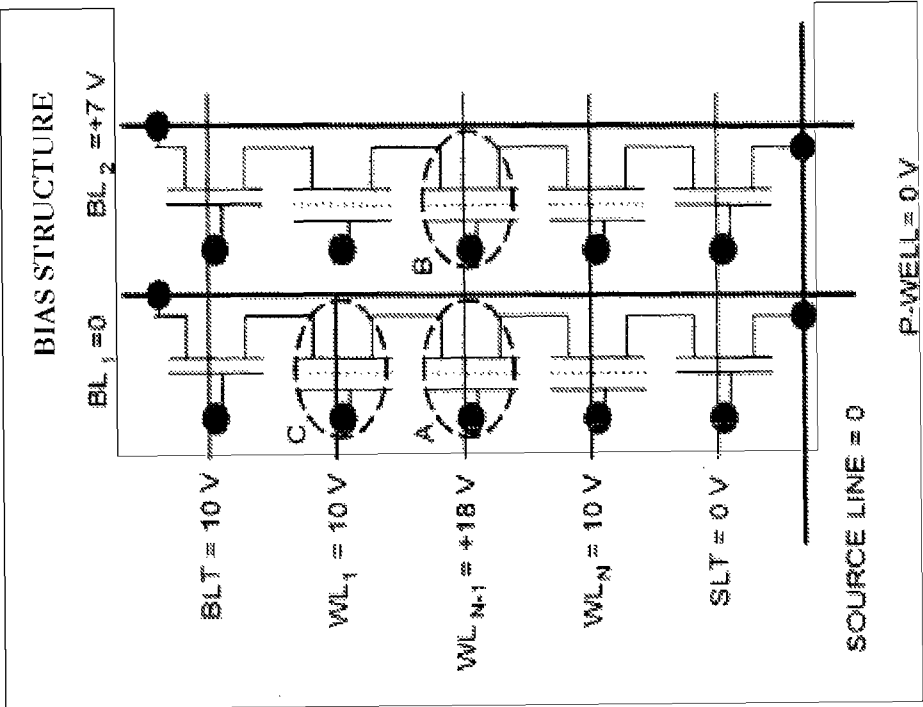 BIAS STRUCTURE
BL1 =0
BL2 =+7 V
C
A
B
BLT = 10 V
WL1 = 10 V
WL N-1 = +18 V
WLN = 10 V
SLT = 0 V
SOURCE LINE = 0
P-WELL= 0 V